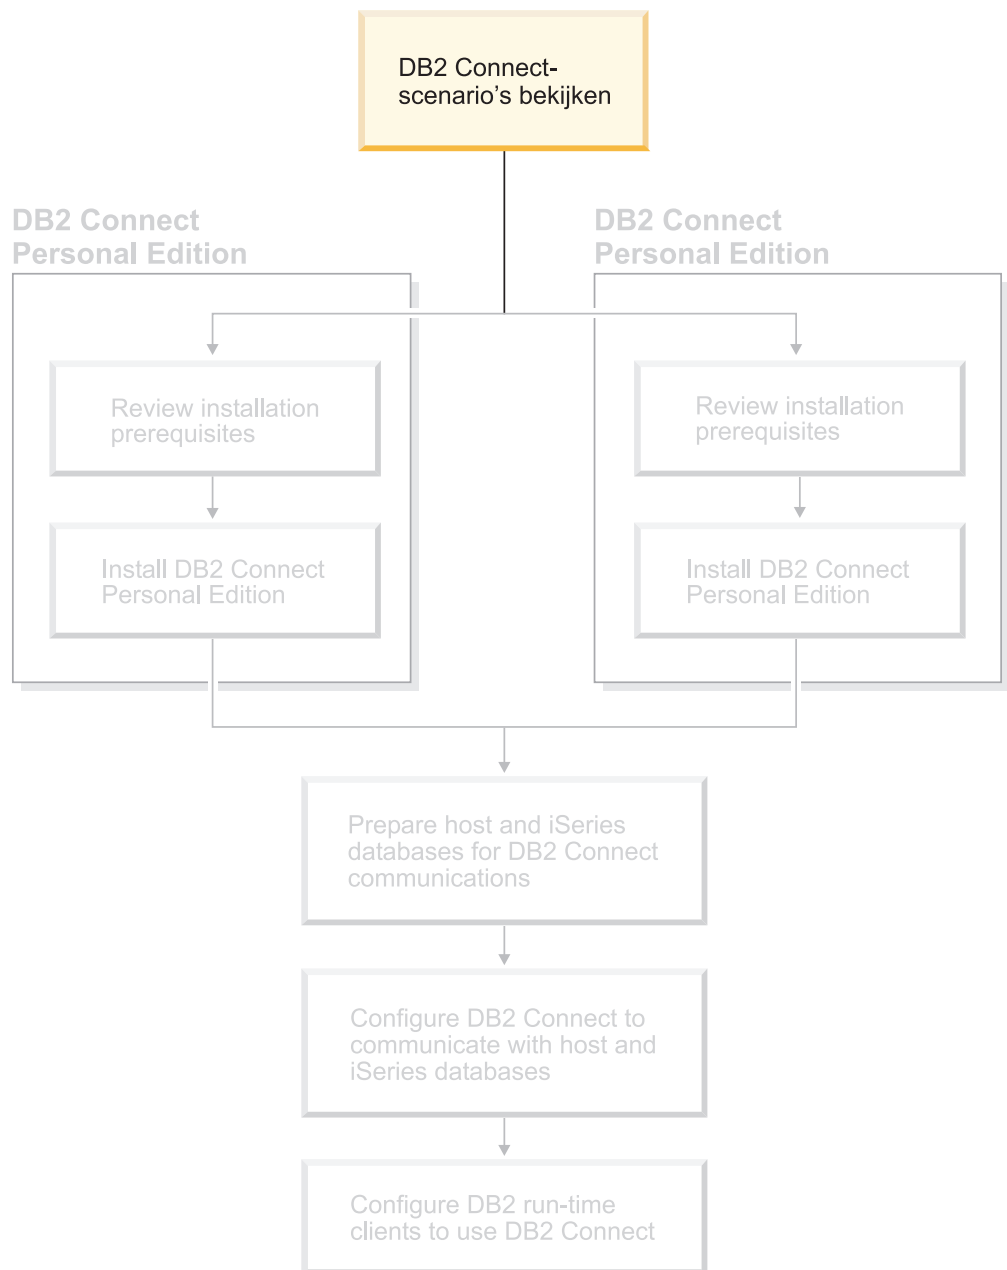 DB2 Connect-
scenario's bekijken
DB2 Connect
Personal Edition
DB2 Connect
Personal Edition
Review installation
prerequisites
Review installation
prerequisites
Install DB2 Connect
Personal Edition
Install DB2 Connect
Personal Edition
Prepare host and iSeries
databases for DB2 Connect
communications
Configure DB2 Connect to
communicate with host and
iSeries databases
Configure DB2 run-time
clients to use DB2 Connect